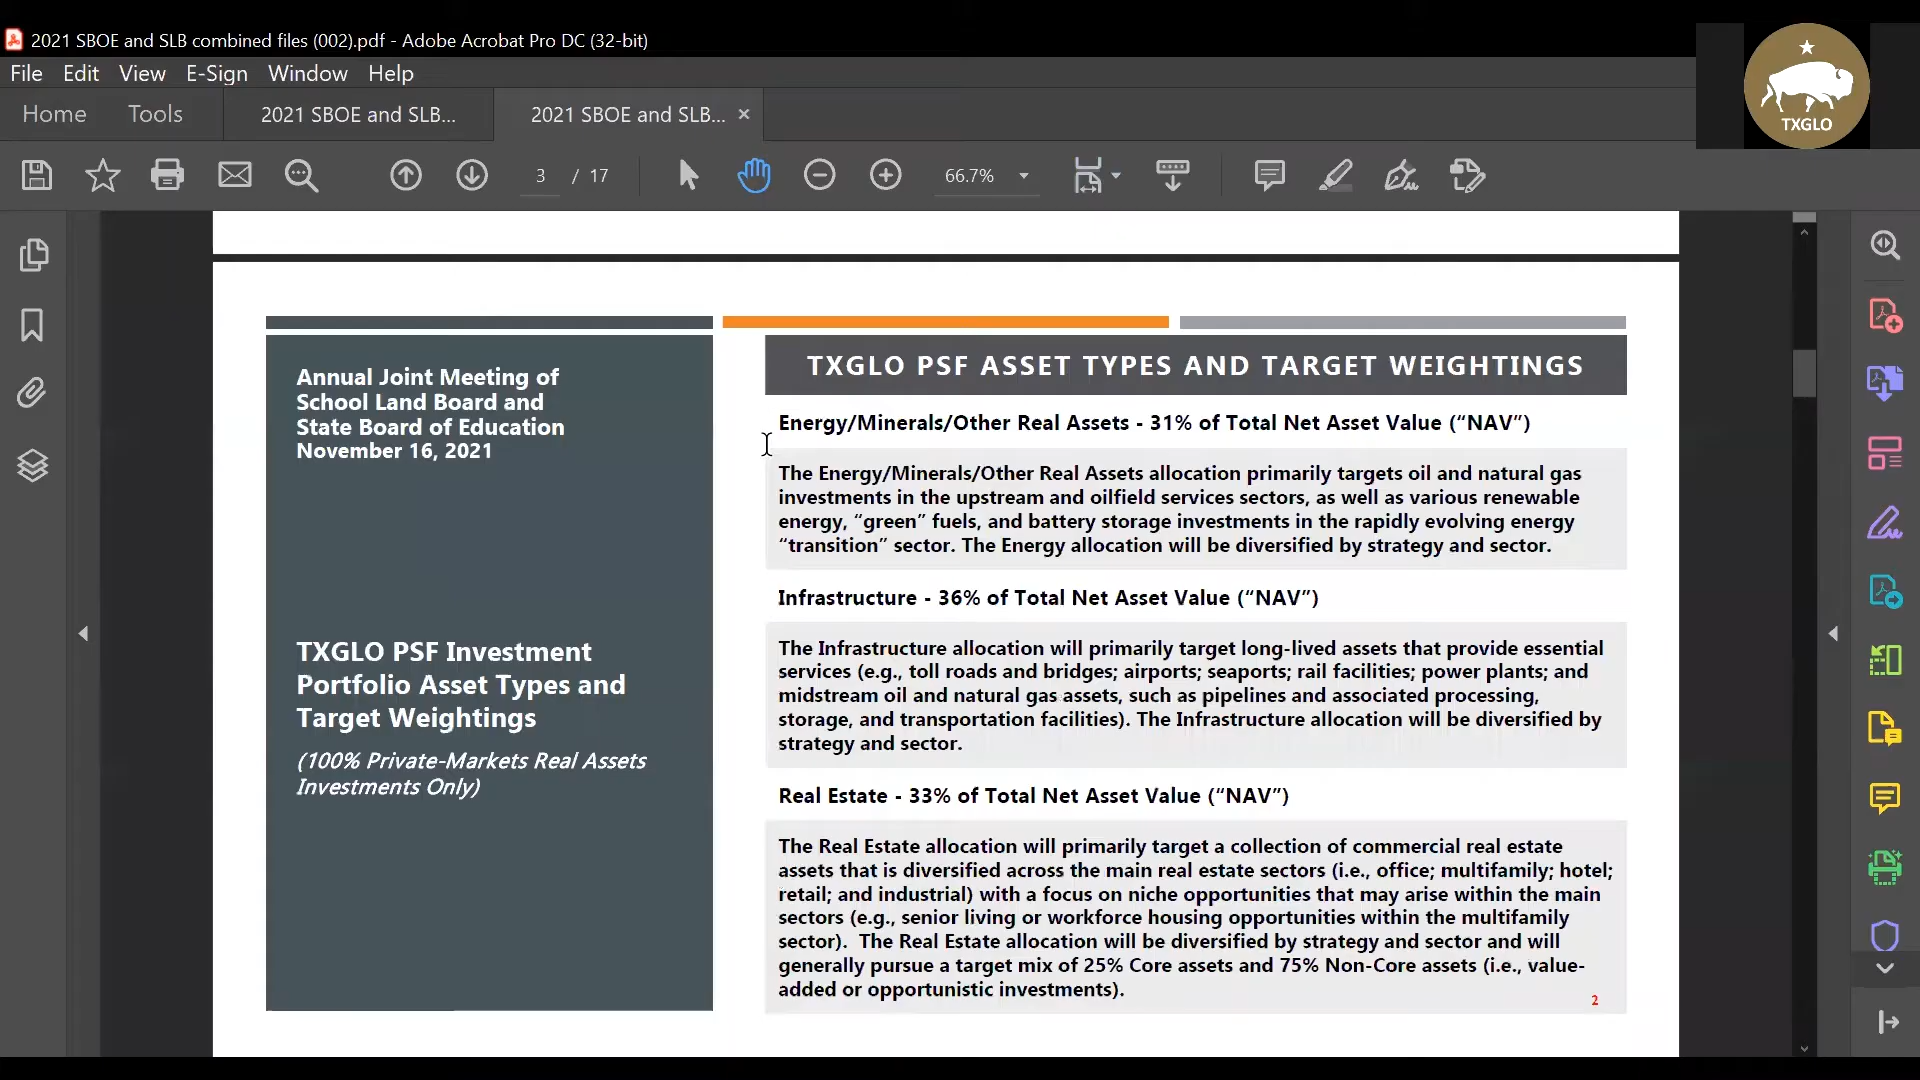 2021 SBOE and SLB combined files (002).pdf - Adobe Acrobat Pro DC (32-bit)
File Edit View E-Sign Window Help
Home Tools 2021 SBOE and SLB... 2021 SBOE and SLB... ×
3 / 17 66.7%
TXGLO
Annual Joint Meeting of
School Land Board and
State Board of Education
November 16, 2021
TXGLO PSF Investment
Portfolio Asset Types and
Target Weightings
(100% Private-Markets Real Assets
Investments Only)
TXGLO PSF ASSET TYPES AND TARGET WEIGHTINGS
Energy/Minerals/Other Real Assets - 31% of Total Net Asset Value (“NAV”)
The Energy/Minerals/Other Real Assets allocation primarily targets oil and natural gas
investments in the upstream and oilfield services sectors, as well as various renewable
energy, “green” fuels, and battery storage investments in the rapidly evolving energy
“transition” sector. The Energy allocation will be diversified by strategy and sector.
Infrastructure - 36% of Total Net Asset Value (“NAV”)
The Infrastructure allocation will primarily target long-lived assets that provide essential
services (e.g., toll roads and bridges; airports; seaports; rail facilities; power plants; and
midstream oil and natural gas assets, such as pipelines and associated processing,
storage, and transportation facilities). The Infrastructure allocation will be diversified by
strategy and sector.
Real Estate - 33% of Total Net Asset Value (“NAV”)
The Real Estate allocation will primarily target a collection of commercial real estate
assets that is diversified across the main real estate sectors (i.e., office; multifamily; hotel;
retail; and industrial) with a focus on niche opportunities that may arise within the main
sectors (e.g., senior living or workforce housing opportunities within the multifamily
sector).  The Real Estate allocation will be diversified by strategy and sector and will
generally pursue a target mix of 25% Core assets and 75% Non-Core assets (i.e., value-
added or opportunistic investments).
2